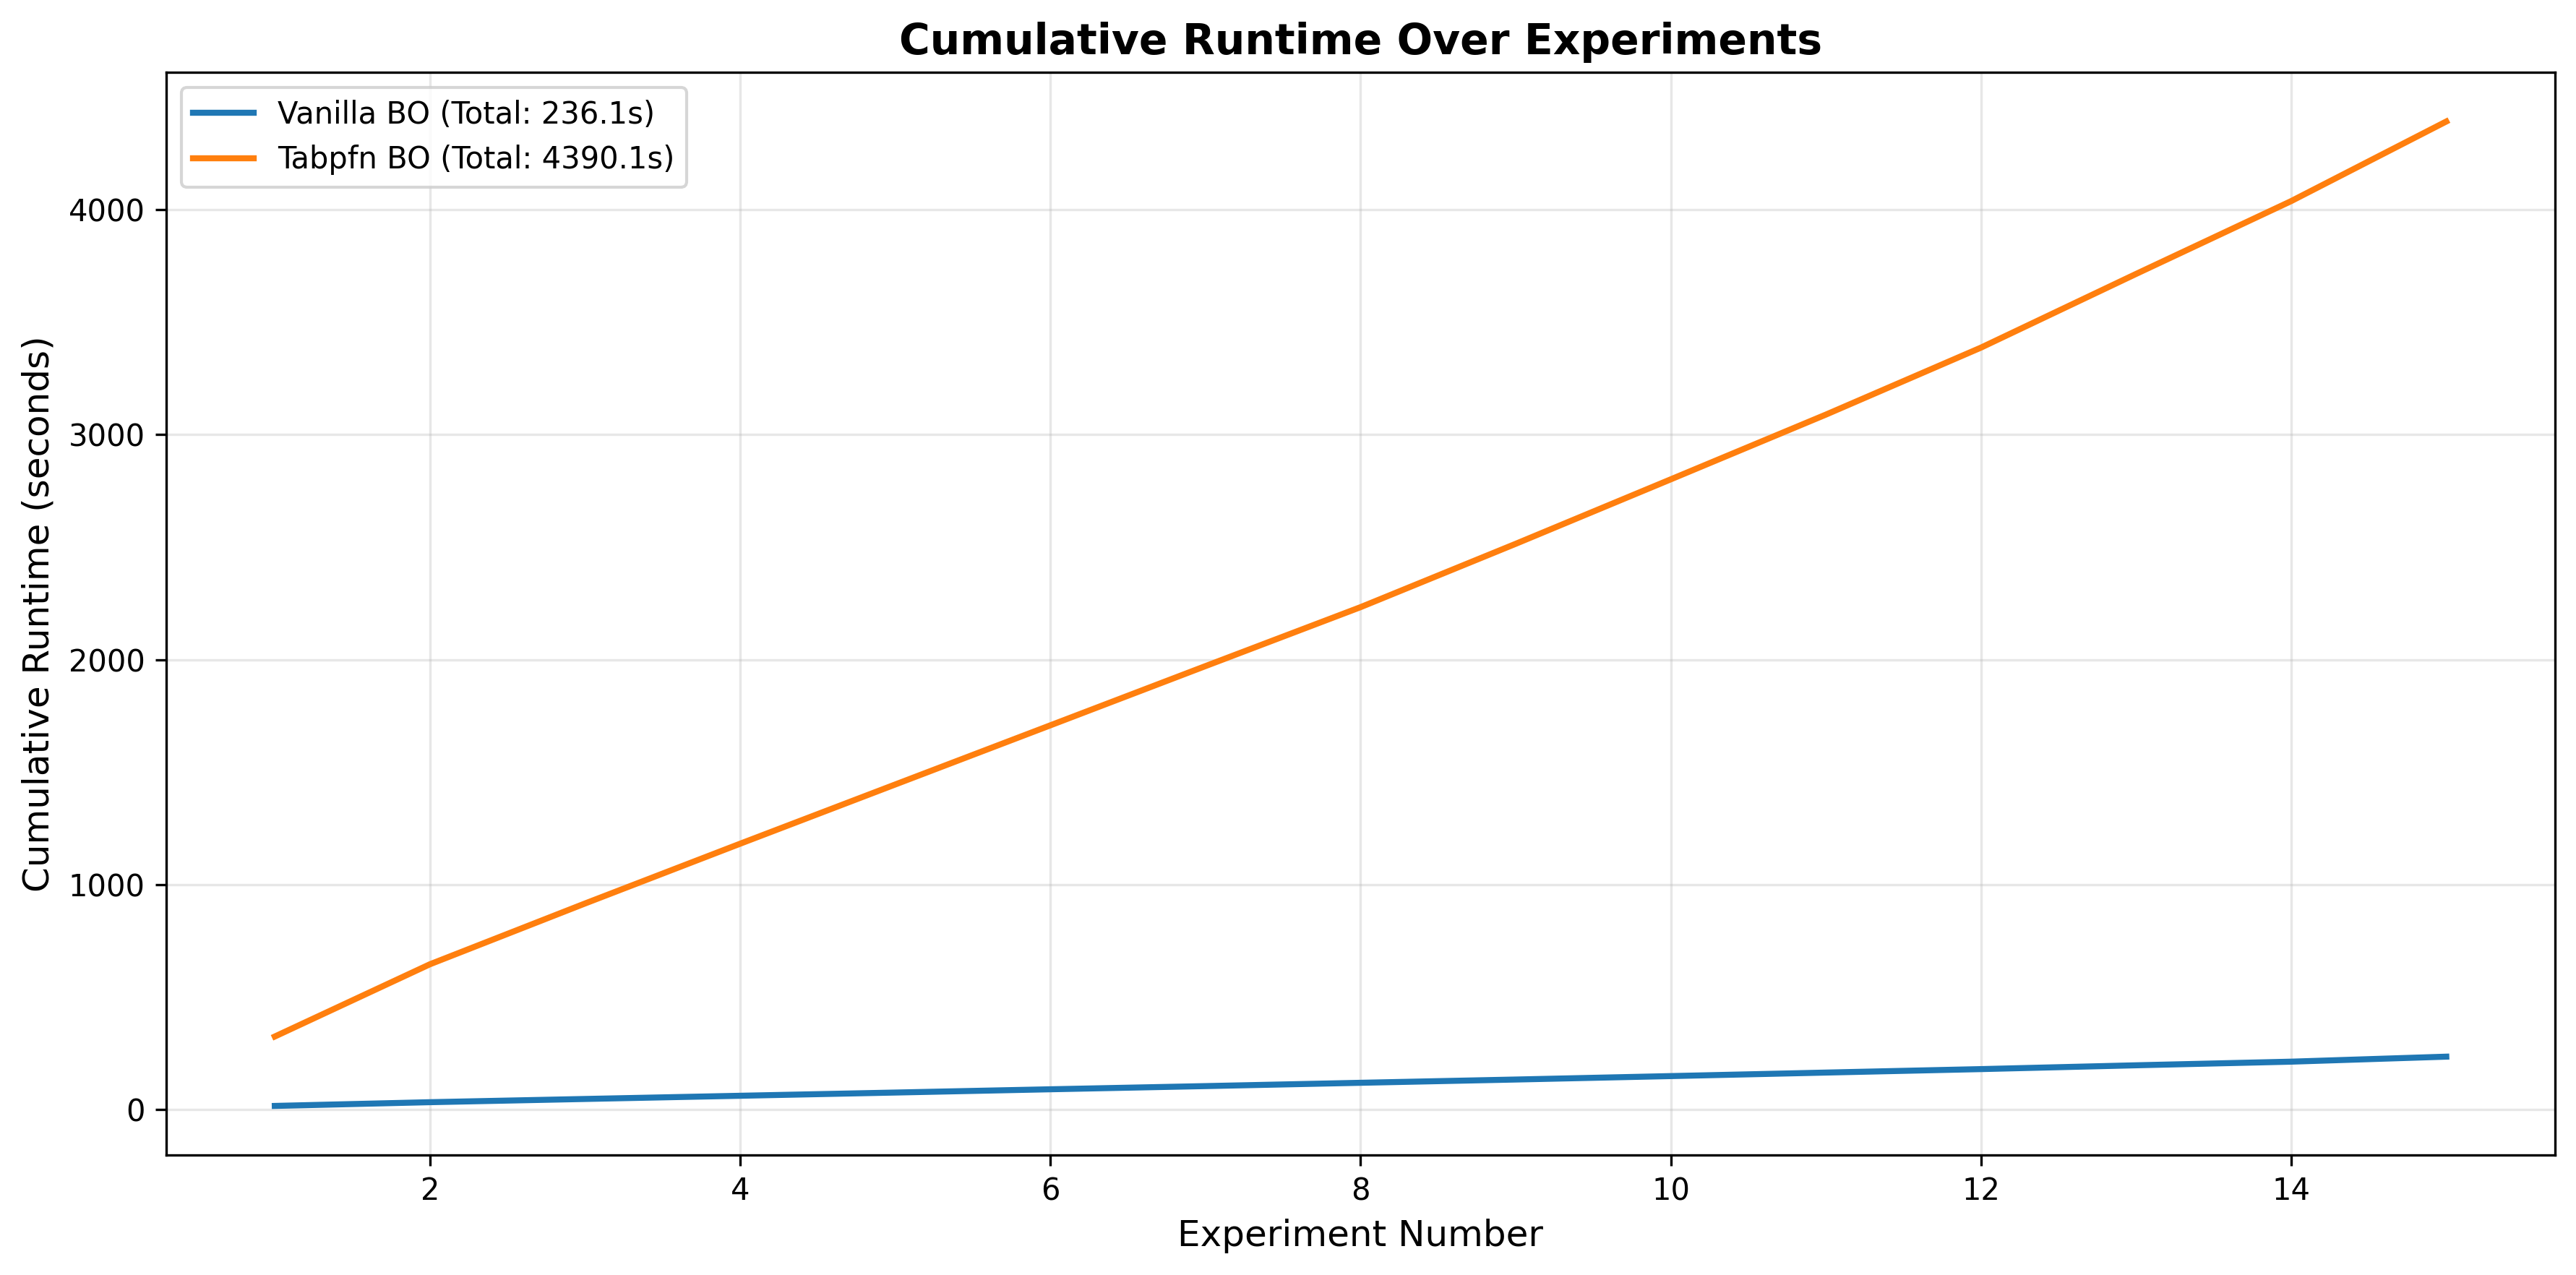 Cumulative Runtime Over Experiments
Vanilla BO (Total: 236.1s)
Tabpfn BO (Total: 4390.1s)
Cumulative Runtime (seconds)
4000
3000
2000
1000
0
2 4 6 8 10 12 14
Experiment Number